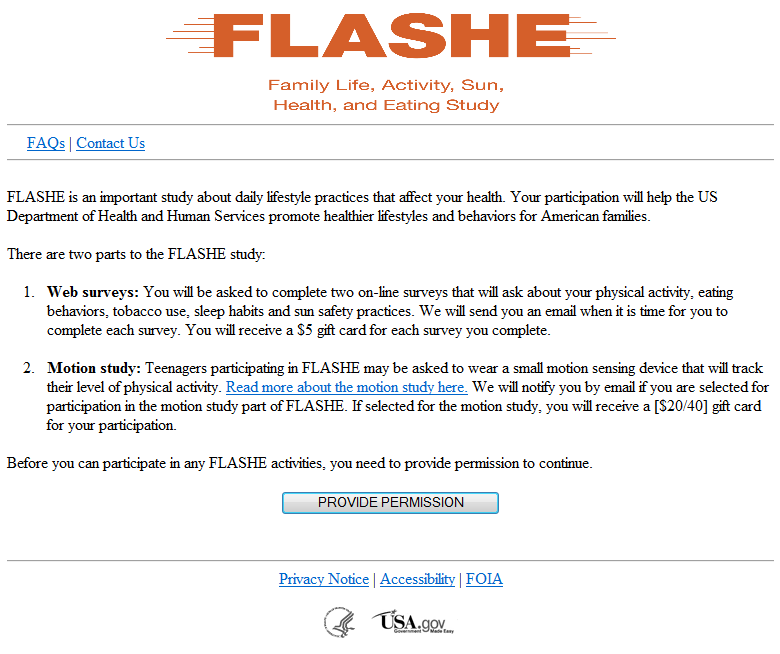 FLASHE
Family Life, Activity, Sun,
Health, and Eating Study
FAQs | Contact Us
FLASHE is an important study about daily lifestyle practices that affect your health. Your participation will help the US
Department of Health and Human Services promote healthier lifestyles and behaviors for American families.
There are two parts to the FLASHE study:
1. Web surveys: You will be asked to complete two on-line surveys that will ask about your physical activity, eating
behaviors, tobacco use, sleep habits and sun safety practices. We will send you an email when it is time for you to
complete each survey. You will receive a $5 gift card for each survey you complete.
2. Motion study: Teenagers participating in FLASHE may be asked to wear a small motion sensing device that will track
their level of physical activity. Read more about the motion study here. We will notify you by email if you are selected for
participation in the motion study part of FLASHE. If selected for the motion study, you will receive a [$20/40] gift card
for your participation.
Before you can participate in any FLASHE activities, you need to provide permission to continue.
PROVIDE PERMISSION
Privacy Notice | Accessibility | FOIA
USA.gov
Government Made Easy